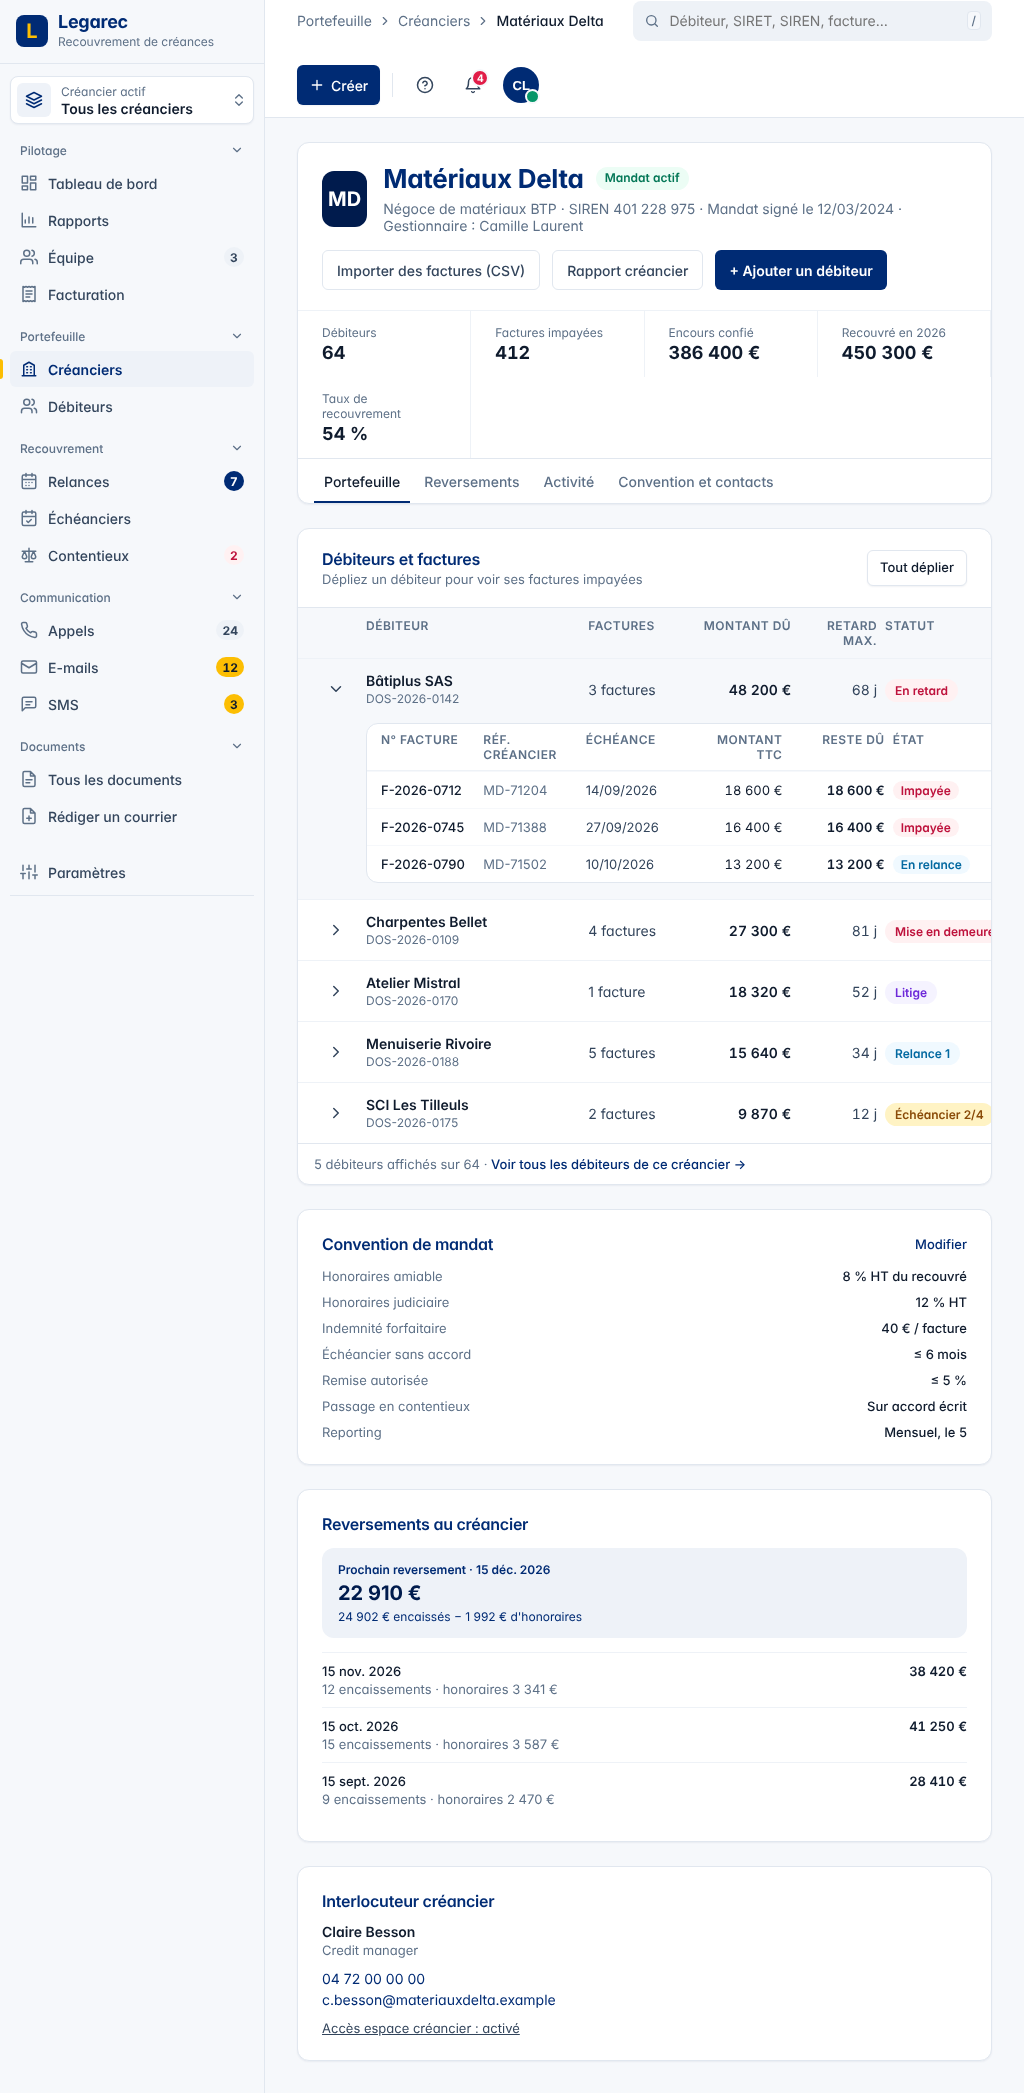 L
Legarec
Recouvrement de créances
Créancier actif
Tous les créanciers
Pilotage
Tableau de bord
Rapports
Équipe 3
Facturation
Portefeuille
Créanciers
Débiteurs
Recouvrement
Relances 7
Échéanciers
Contentieux 2
Communication
Appels 24
E-mails 12
SMS 3
Documents
Tous les documents
Rédiger un courrier
Paramètres
Portefeuille > Créanciers > Matériaux Delta
Débiteur, SIRET, SIREN, facture... /
+ Créer
4
CL
MD
Matériaux Delta Mandat actif
Négoce de matériaux BTP · SIREN 401 228 975 · Mandat signé le 12/03/2024 ·
Gestionnaire : Camille Laurent
Importer des factures (CSV) Rapport créancier + Ajouter un débiteur
Débiteurs Factures impayées Encours confié Recouvré en 2026
64 412 386 400 € 450 300 €
Taux de
recouvrement
54 %
Portefeuille Reversements Activité Convention et contacts
Débiteurs et factures
Dépliez un débiteur pour voir ses factures impayées
Tout déplier
DÉBITEUR FACTURES MONTANT DÛ RETARD STATUT
MAX.
Bâtiplus SAS
DOS-2026-0142
3 factures 48 200 € 68 j En retard
N° FACTURE RÉF. ÉCHÉANCE MONTANT RESTE DÛ ÉTAT
CRÉANCIER TTC
F-2026-0712 MD-71204 14/09/2026 18 600 € 18 600 € Impayée
F-2026-0745 MD-71388 27/09/2026 16 400 € 16 400 € Impayée
F-2026-0790 MD-71502 10/10/2026 13 200 € 13 200 € En relance
Charpentes Bellet
DOS-2026-0109
4 factures 27 300 € 81 j Mise en demeure
Atelier Mistral
DOS-2026-0170
1 facture 18 320 € 52 j Litige
Menuiserie Rivoire
DOS-2026-0188
5 factures 15 640 € 34 j Relance 1
SCI Les Tilleuls
DOS-2026-0175
2 factures 9 870 € 12 j Échéancier 2/4
5 débiteurs affichés sur 64 · Voir tous les débiteurs de ce créancier →
Convention de mandat Modifier
Honoraires amiable 8 % HT du recouvré
Honoraires judiciaire 12 % HT
Indemnité forfaitaire 40 € / facture
Échéancier sans accord ≤ 6 mois
Remise autorisée ≤ 5 %
Passage en contentieux Sur accord écrit
Reporting Mensuel, le 5
Reversements au créancier
Prochain reversement · 15 déc. 2026
22 910 €
24 902 € encaissés − 1 992 € d'honoraires
15 nov. 2026 38 420 €
12 encaissements · honoraires 3 341 €
15 oct. 2026 41 250 €
15 encaissements · honoraires 3 587 €
15 sept. 2026 28 410 €
9 encaissements · honoraires 2 470 €
Interlocuteur créancier
Claire Besson
Credit manager
04 72 00 00 00
c.besson@materiauxdelta.example
Accès espace créancier : activé